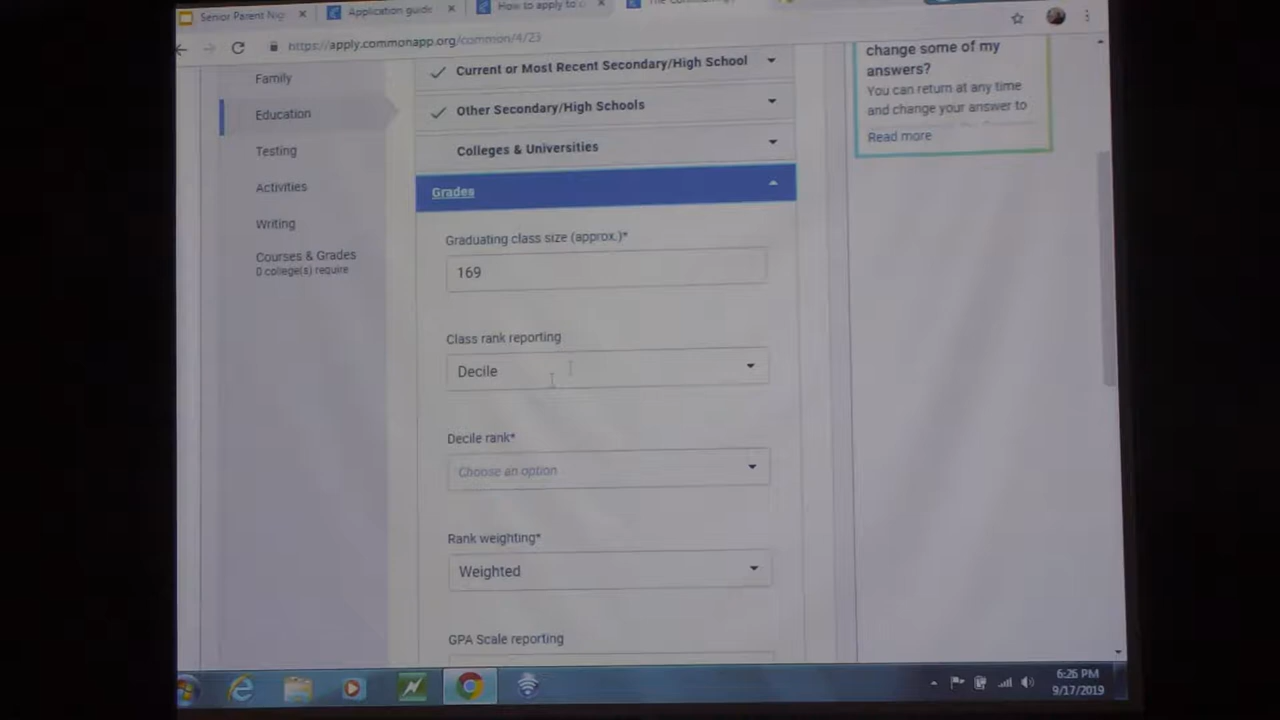 Senior Parent Nig
Application guide
How to apply to c
https://apply.commonapp.org/common/4/23
Family
Education
Testing
Activities
Writing
Courses & Grades
0 college(s) require
Current or Most Recent Secondary/High School
Other Secondary/High Schools
Colleges & Universities
Grades
Graduating class size (approx.)*
169
Class rank reporting
Decile
Decile rank*
Choose an option
Rank weighting*
Weighted
GPA Scale reporting
change some of my
answers?
You can return at any time
and change your answer to
Read more
6:26 PM
9/17/2019